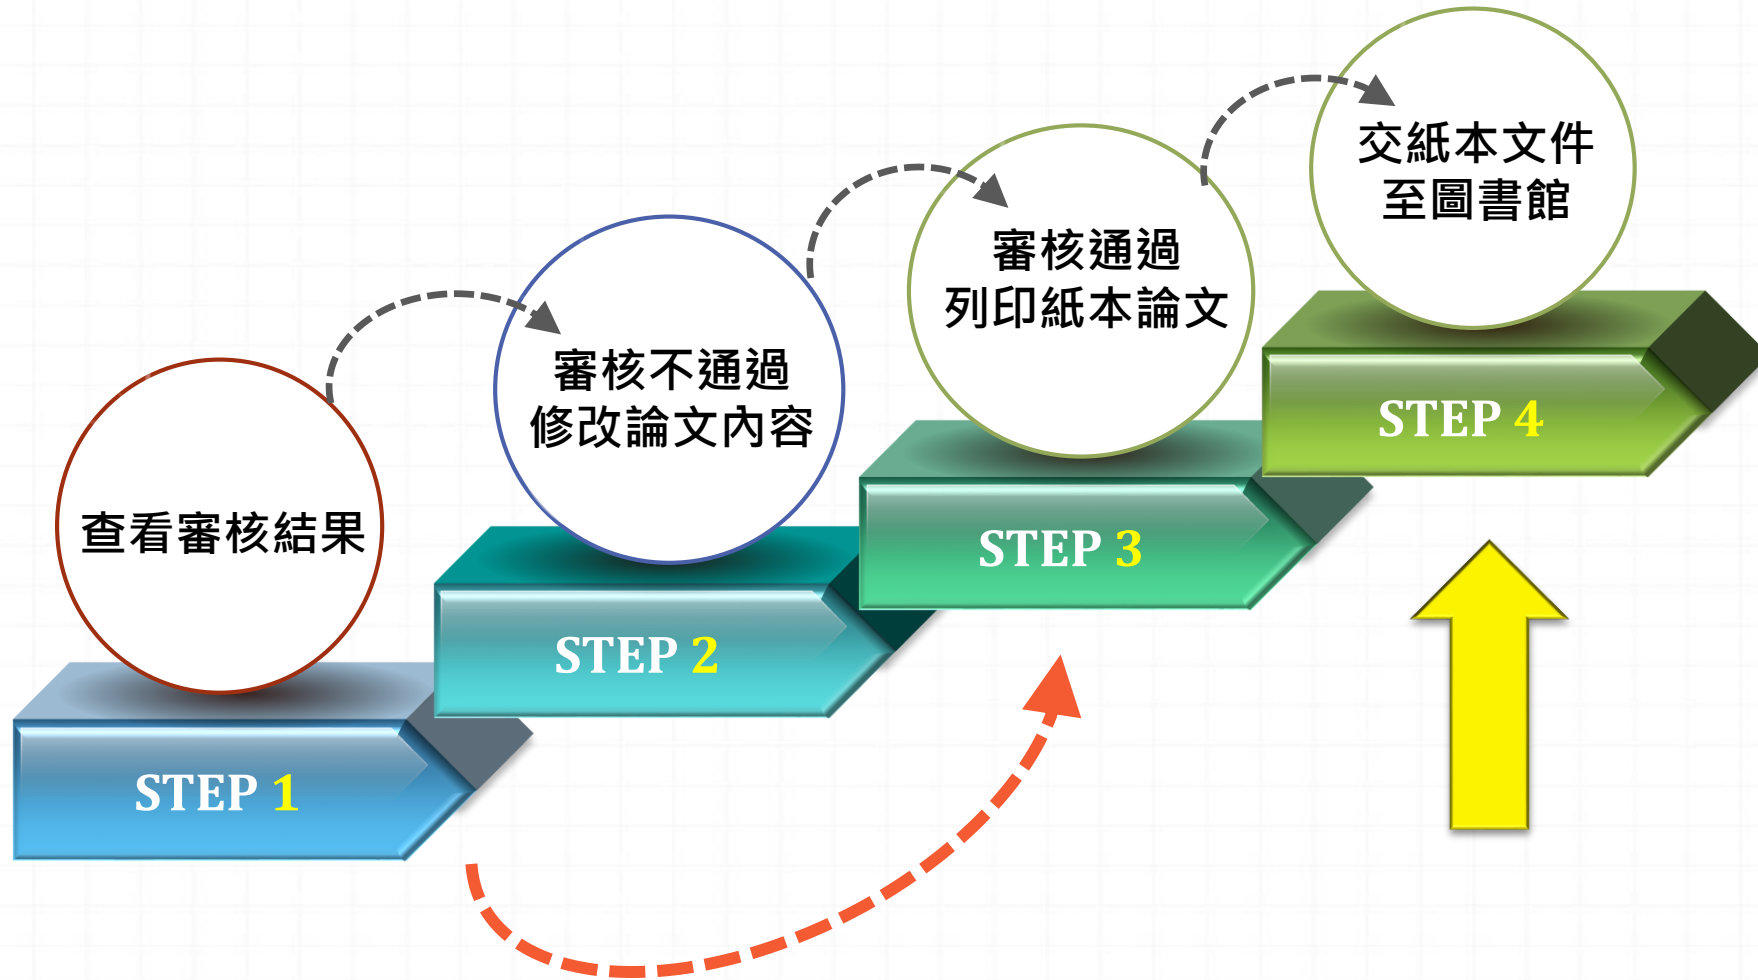 查看審核結果
STEP 1
審核不通過
修改論文內容
STEP 2
審核通過
列印紙本論文
STEP 3
交紙本文件
至圖書館
STEP 4